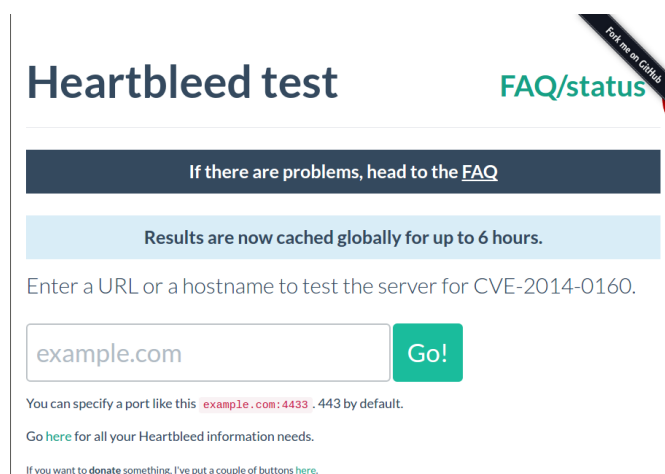 Fork me on GitHub
Heartbleed test
FAQ/status
If there are problems, head to the FAQ
Results are now cached globally for up to 6 hours.
Enter a URL or a hostname to test the server for CVE-2014-0160.
example.com
Go!
You can specify a port like this example.com:4433 . 443 by default.
Go here for all your Heartbleed information needs.
If you want to donate something, I've put a couple of buttons here.